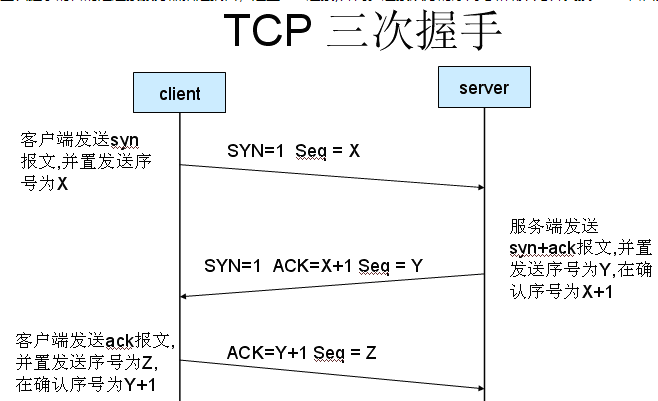 TCP 三次握手
client
server
客户端发送syn
报文,并置发送序
号为X
SYN=1 Seq = X
服务端发送
syn+ack报文,并置
发送序号为Y,在确
认序号为X+1
SYN=1 ACK=X+1 Seq = Y
客户端发送ack报文,
并置发送序号为Z,
在确认序号为Y+1
ACK=Y+1 Seq = Z